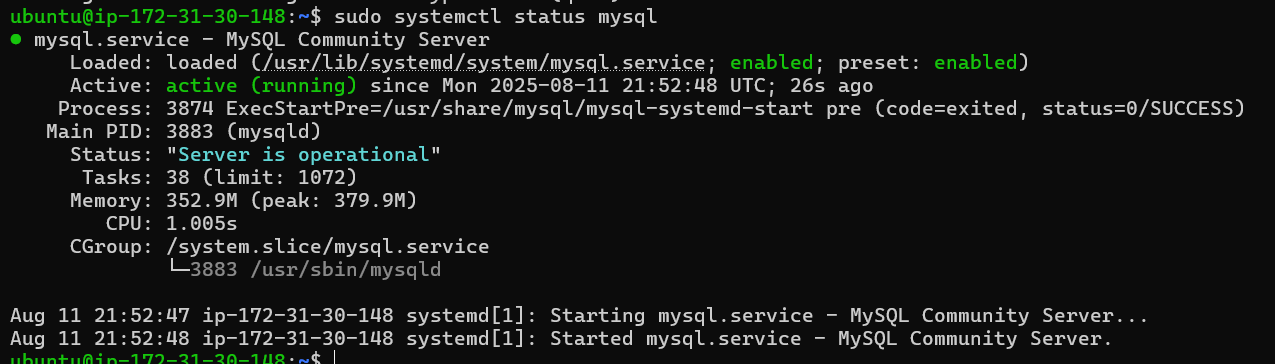 ubuntu@ip-172-31-30-148:~$ sudo systemctl status mysql
● mysql.service - MySQL Community Server
     Loaded: loaded (/usr/lib/systemd/system/mysql.service; enabled; preset: enabled)
     Active: active (running) since Mon 2025-08-11 21:52:48 UTC; 26s ago
    Process: 3874 ExecStartPre=/usr/share/mysql/mysql-systemd-start pre (code=exited, status=0/SUCCESS)
   Main PID: 3883 (mysqld)
     Status: "Server is operational"
      Tasks: 38 (limit: 1072)
     Memory: 352.9M (peak: 379.9M)
        CPU: 1.005s
     CGroup: /system.slice/mysql.service
             └─3883 /usr/sbin/mysqld
Aug 11 21:52:47 ip-172-31-30-148 systemd[1]: Starting mysql.service - MySQL Community Server...
Aug 11 21:52:48 ip-172-31-30-148 systemd[1]: Started mysql.service - MySQL Community Server.
ubuntu@ip-172-31-30-148:~$